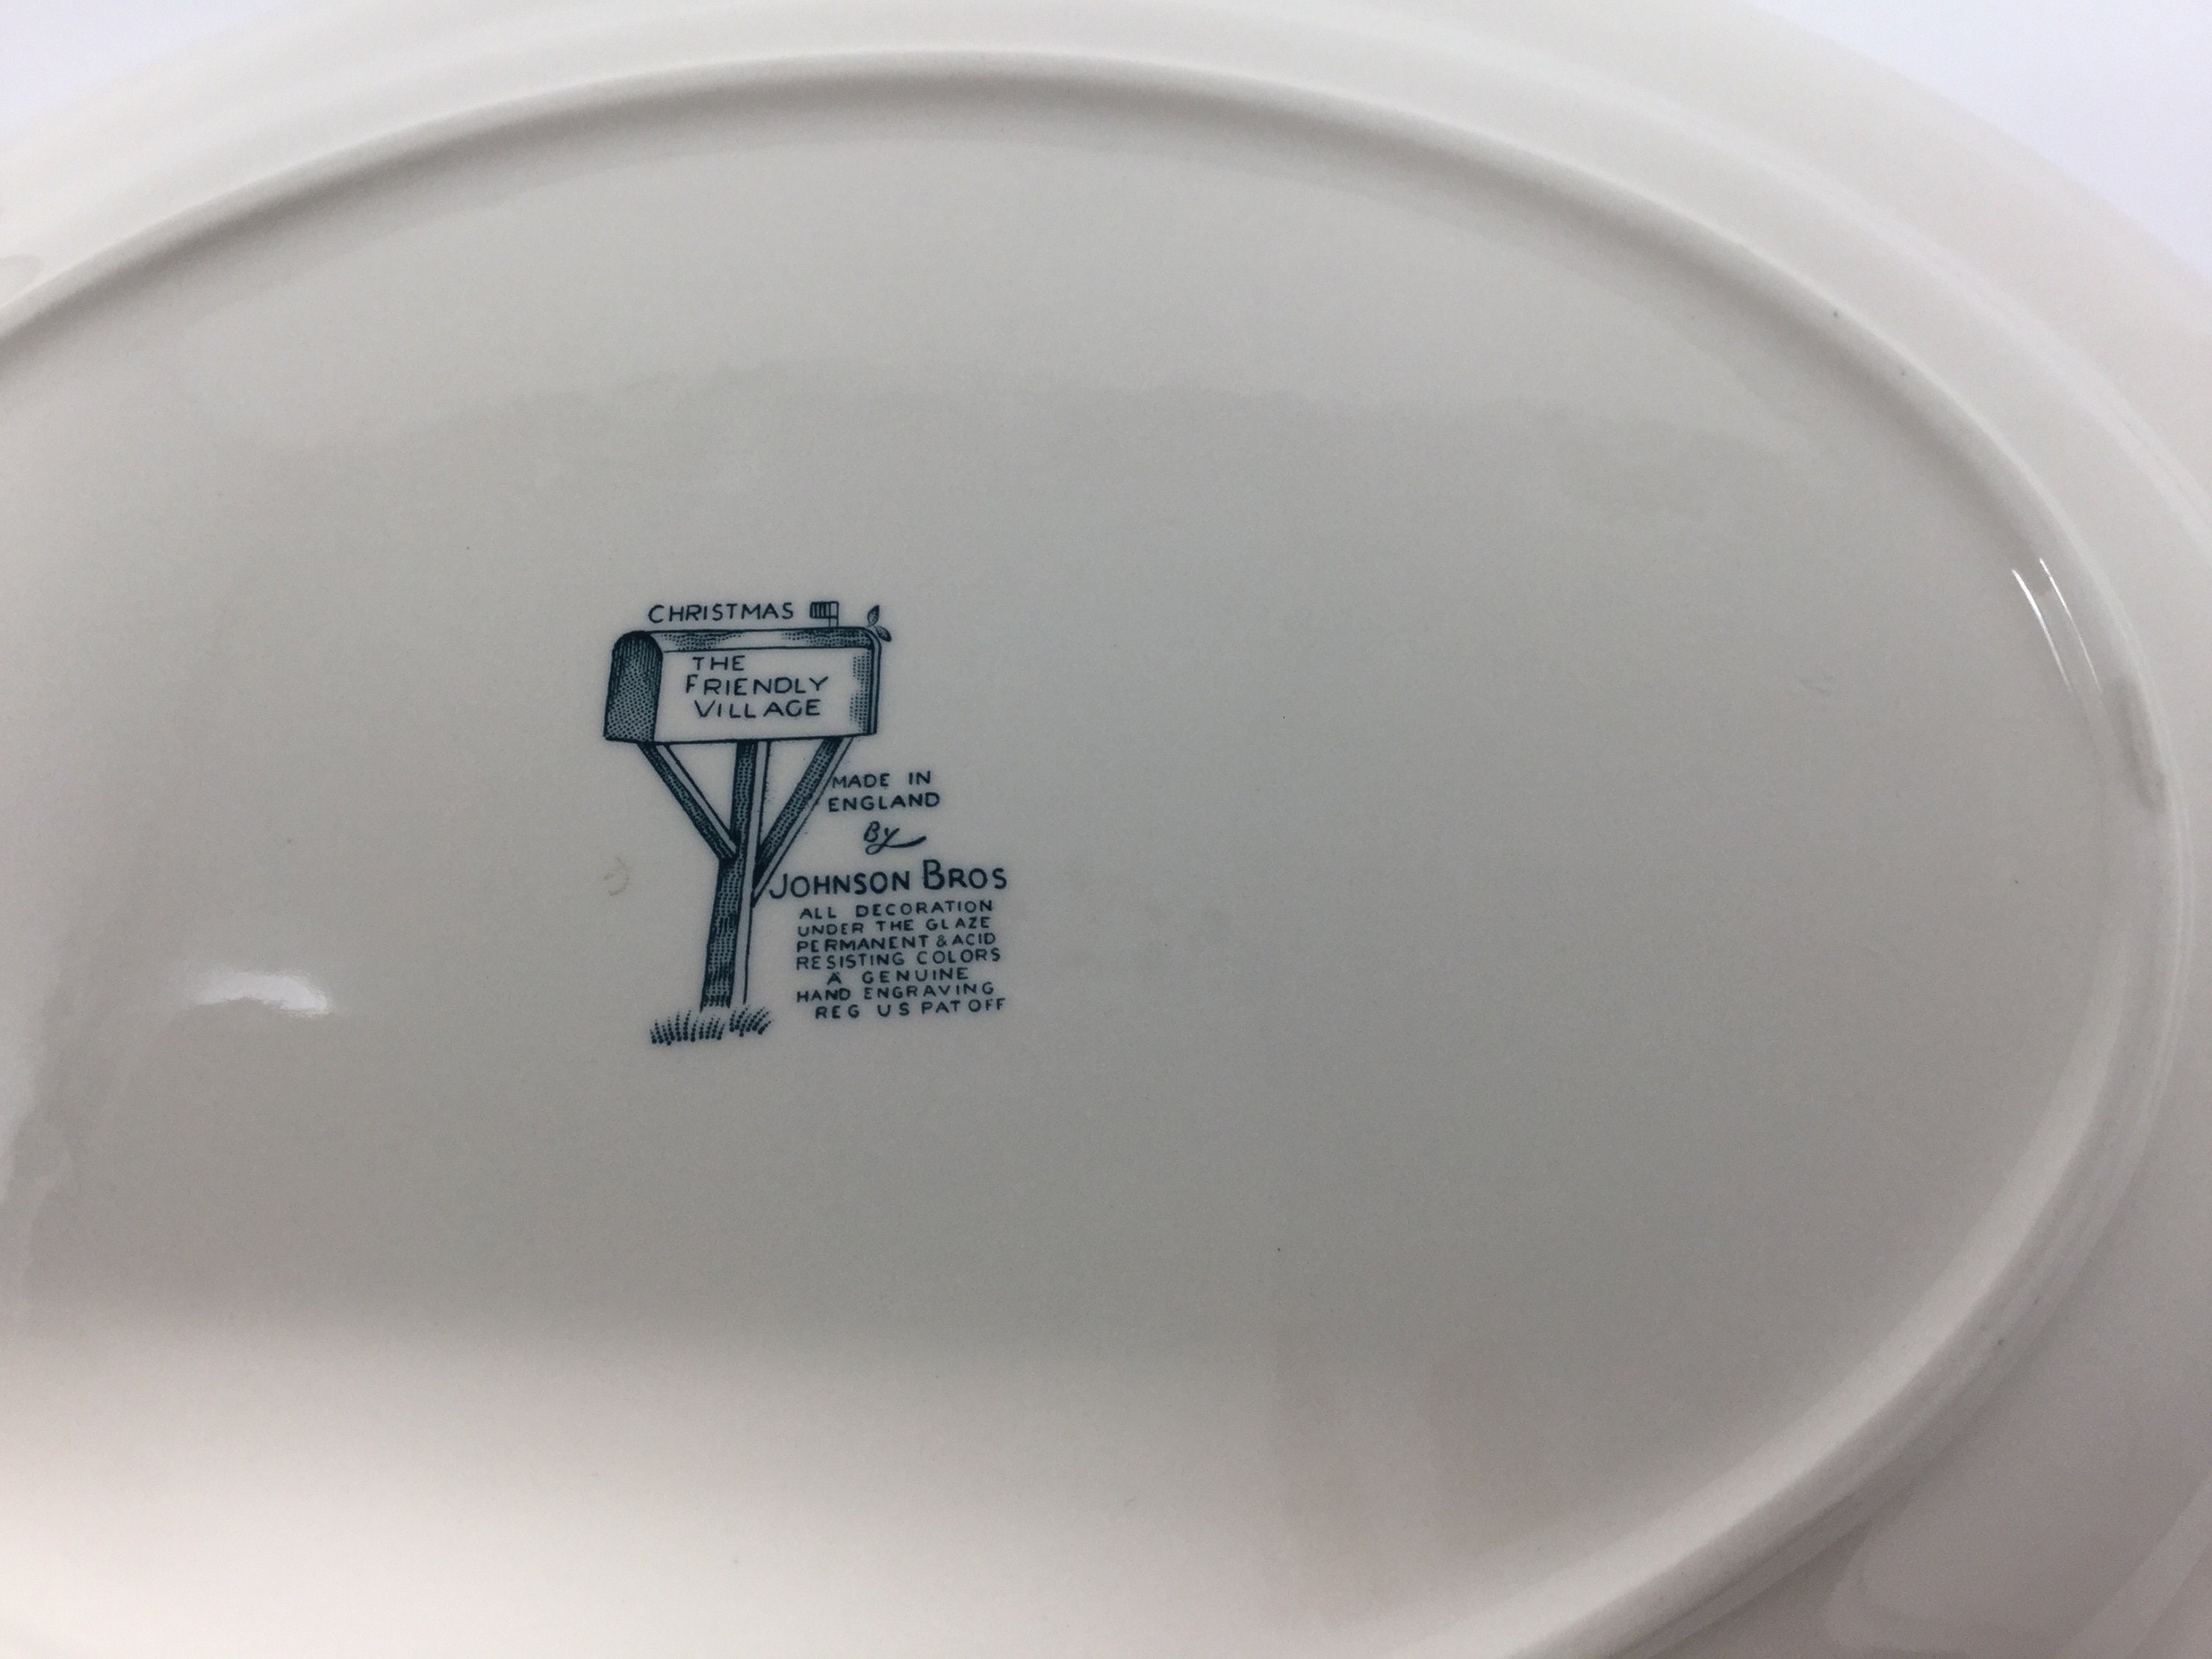 CHRISTMAS
THE
FRIENDLY
VILLAGE
MADE IN
ENGLAND
By
JOHNSON BROS
ALL DECORATION
UNDER THE GLAZE
PERMANENT & ACID
RESISTING COLORS
A GENUINE
HAND ENGRAVING
REG US PAT OFF